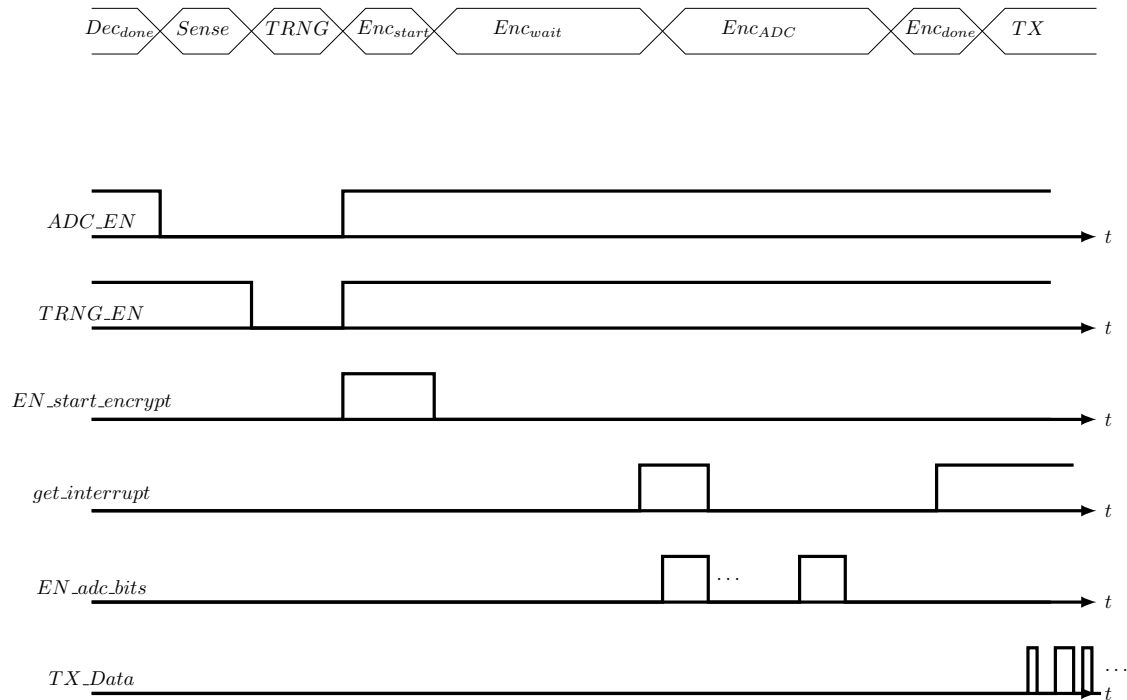 Dec_done Sense TRNG Enc_start Enc_wait Enc_ADC Enc_done TX
ADC_EN t
TRNG_EN t
EN_start_encrypt t
get_interrupt t
EN_adc_bits ... t
TX_Data ... t